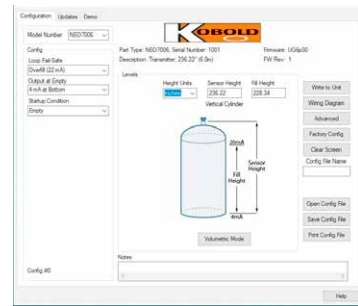 Configuration Updates Demo
Model Number NEO7006
KOBOLD
Config
Part Type: NEO7006, Serial Number: 1001 Firmware: UG6p00
Description: Transmitter, 236.22" (6.0m) FW Rev: 1
Loop Fail-Safe
Overfill (22 mA)
Output at Empty
4 mA at Bottom
Startup Condition
Empty
Levels
Height Units Sensor Height Fill Height
Inches 236.22 228.34
Vertical Cylinder
20mA
Sensor Height
Fill Height
4mA
Volumetric Mode
Write to Unit
Wiring Diagram
Advanced
Factory Config
Clear Screen
Config File Name
Open Config File
Save Config File
Print Config File
Notes
Config #0
Help